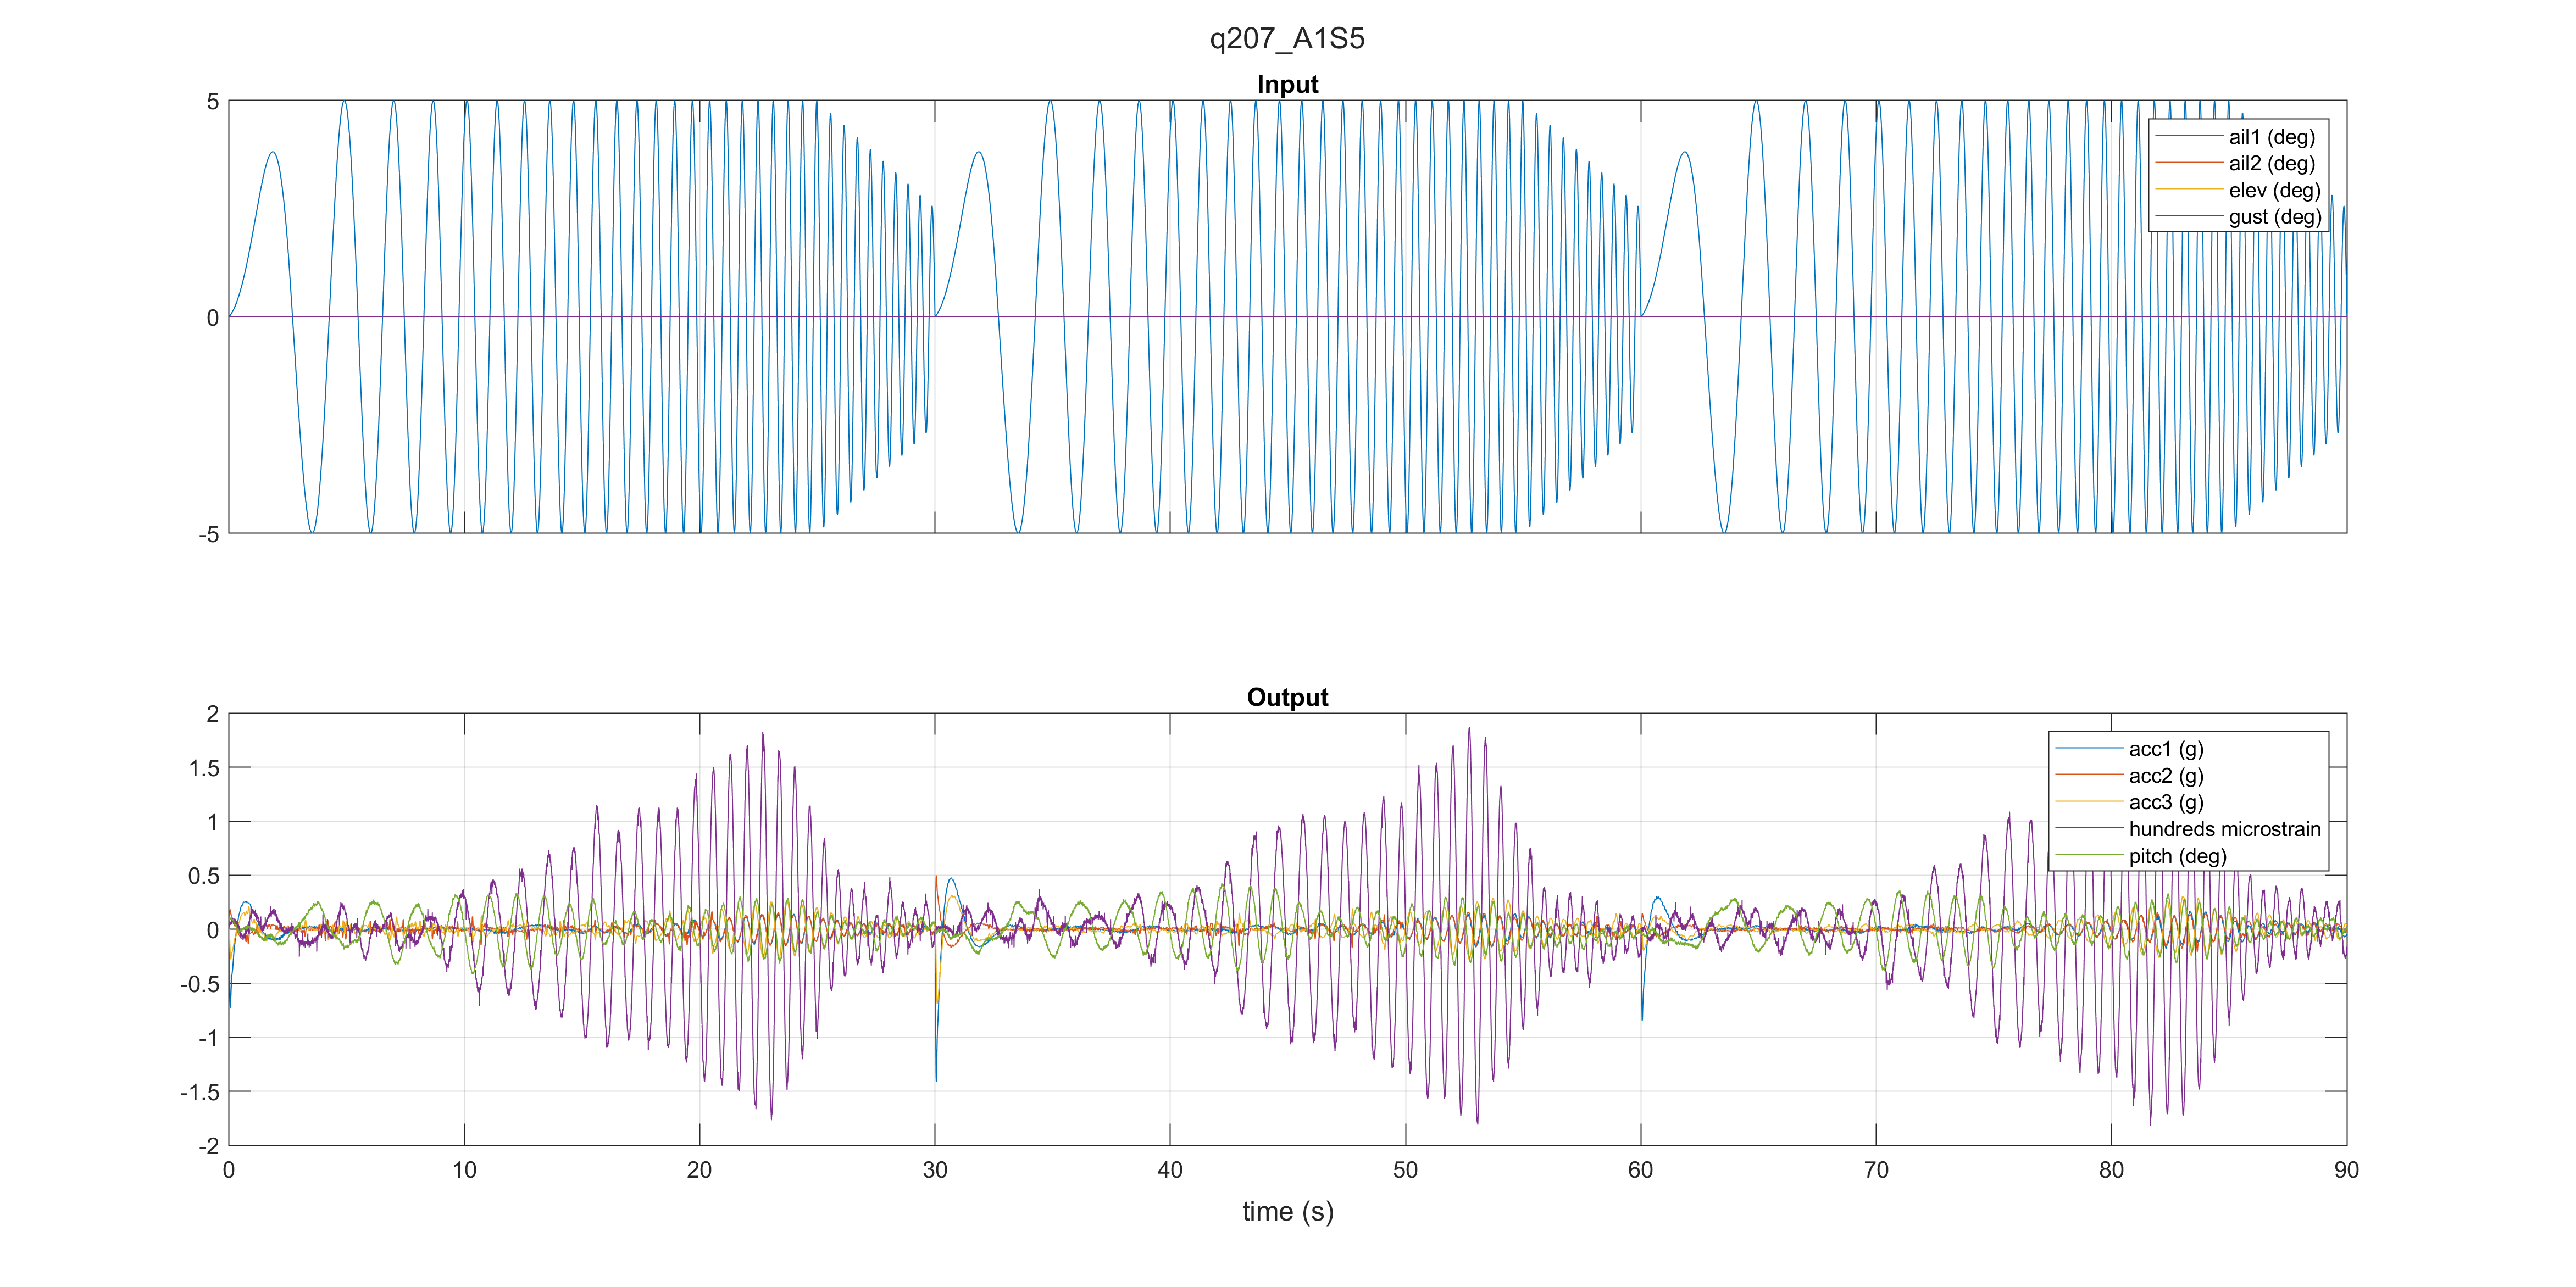 q207_A1S5
Input
5
0
-5
ail1 (deg)
ail2 (deg)
elev (deg)
gust (deg)
Output
2
1.5
1
0.5
0
-0.5
-1
-1.5
-2
acc1 (g)
acc2 (g)
acc3 (g)
hundreds microstrain
pitch (deg)
0 10 20 30 40 50 60 70 80 90
time (s)